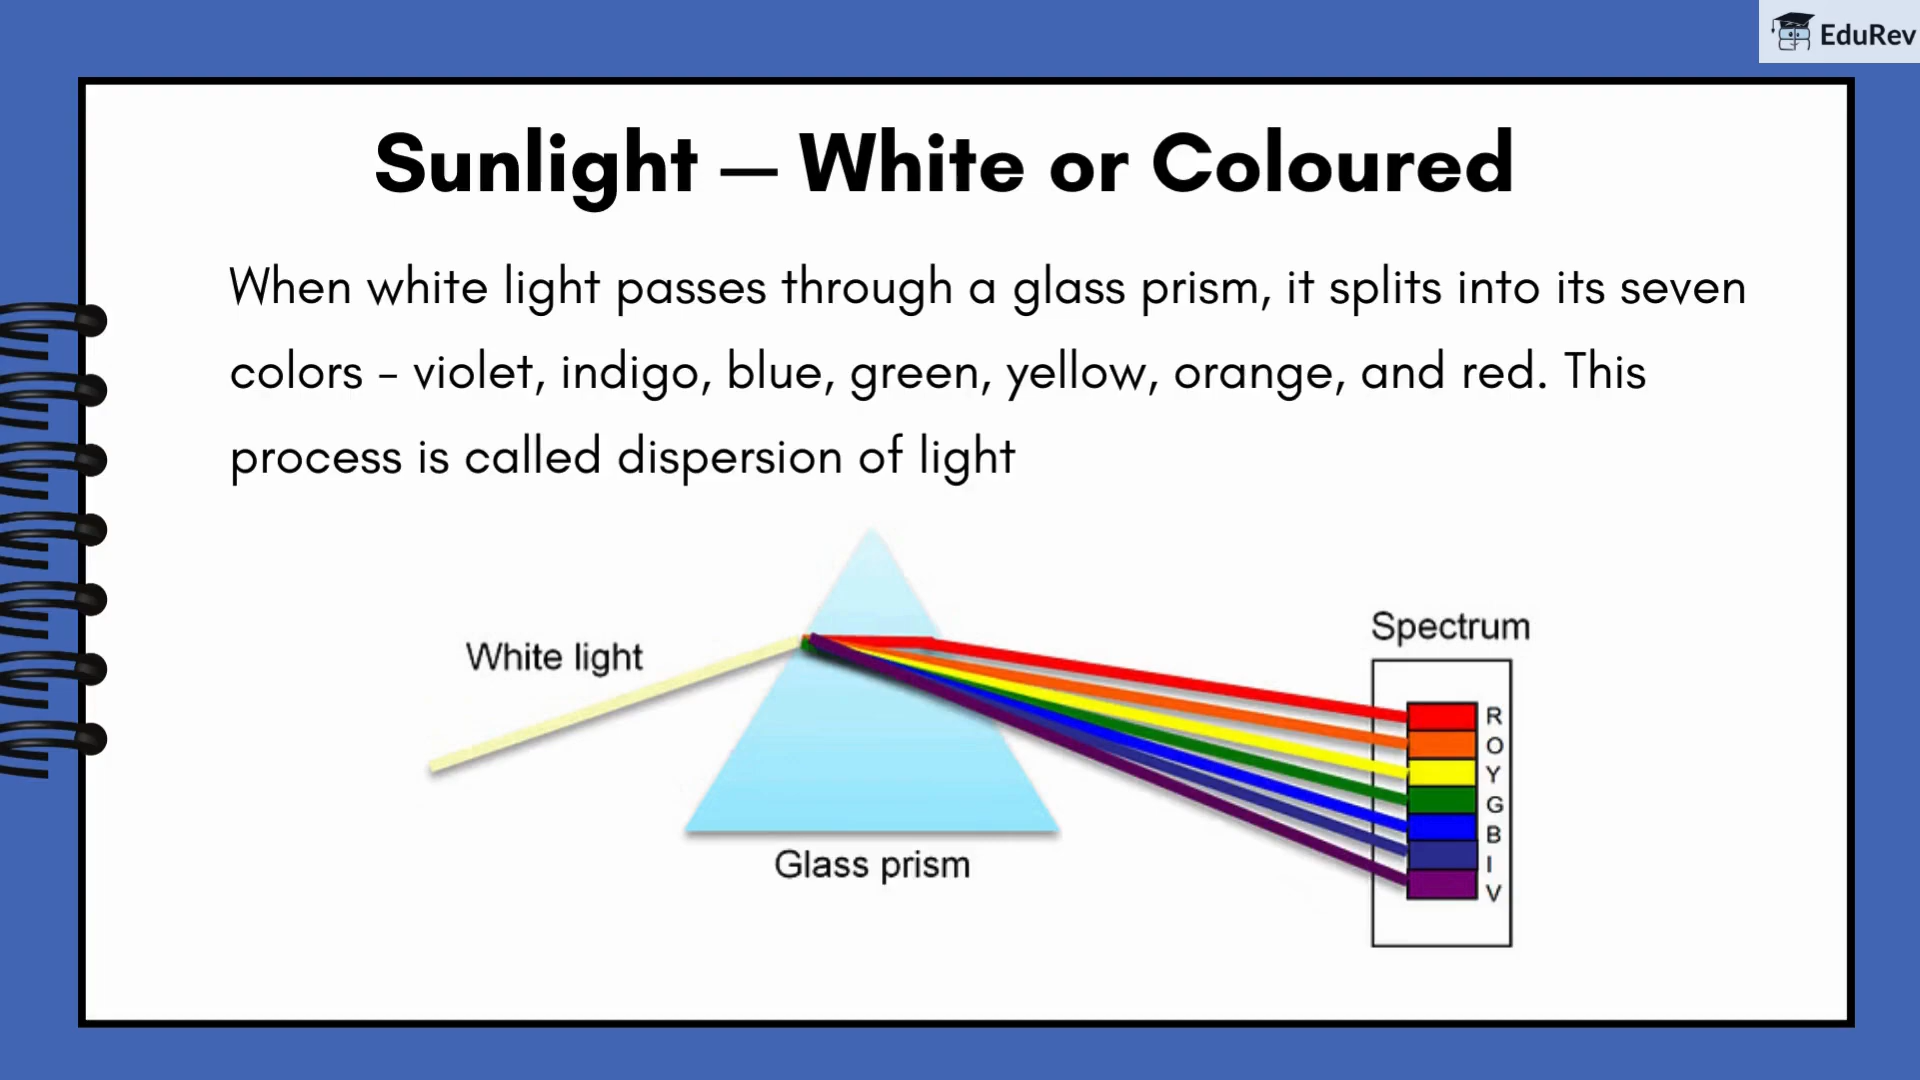 EduRev
Sunlight — White or Coloured
When white light passes through a glass prism, it splits into its seven
colors - violet, indigo, blue, green, yellow, orange, and red. This
process is called dispersion of light
White light
Glass prism
Spectrum
R
O
Y
G
B
I
V